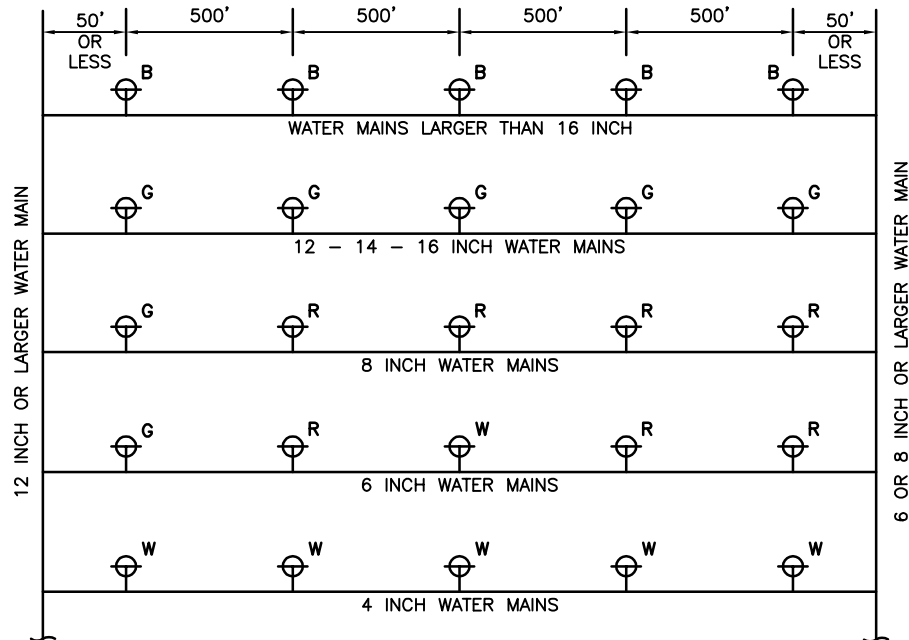 50' 500' 500' 500' 500' 50'
OR OR
LESS LESS
B B B B B
WATER MAINS LARGER THAN 16 INCH
G G G G G
12 – 14 – 16 INCH WATER MAINS
G R R R R
8 INCH WATER MAINS
G R W R R
6 INCH WATER MAINS
W W W W W
4 INCH WATER MAINS
12 INCH OR LARGER WATER MAIN
6 OR 8 INCH OR LARGER WATER MAIN